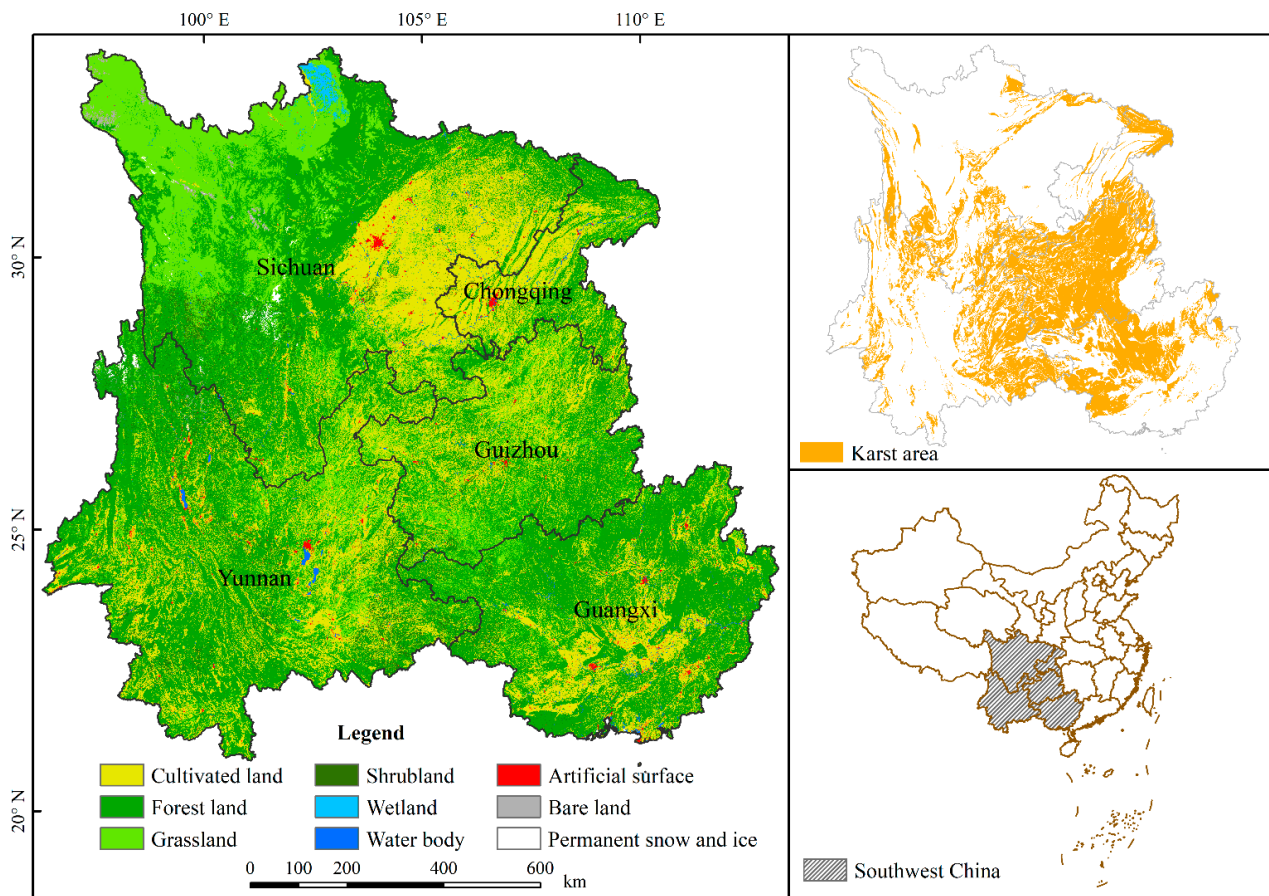 100° E
105° E
110° E
30° N
25° N
20° N
Sichuan
Chongqing
Guizhou
Yunnan
Guangxi
Legend
Cultivated land
Shrubland
Artificial surface
Forest land
Wetland
Bare land
Grassland
Water body
Permanent snow and ice
0 100 200 400 600
km
Karst area
Southwest China